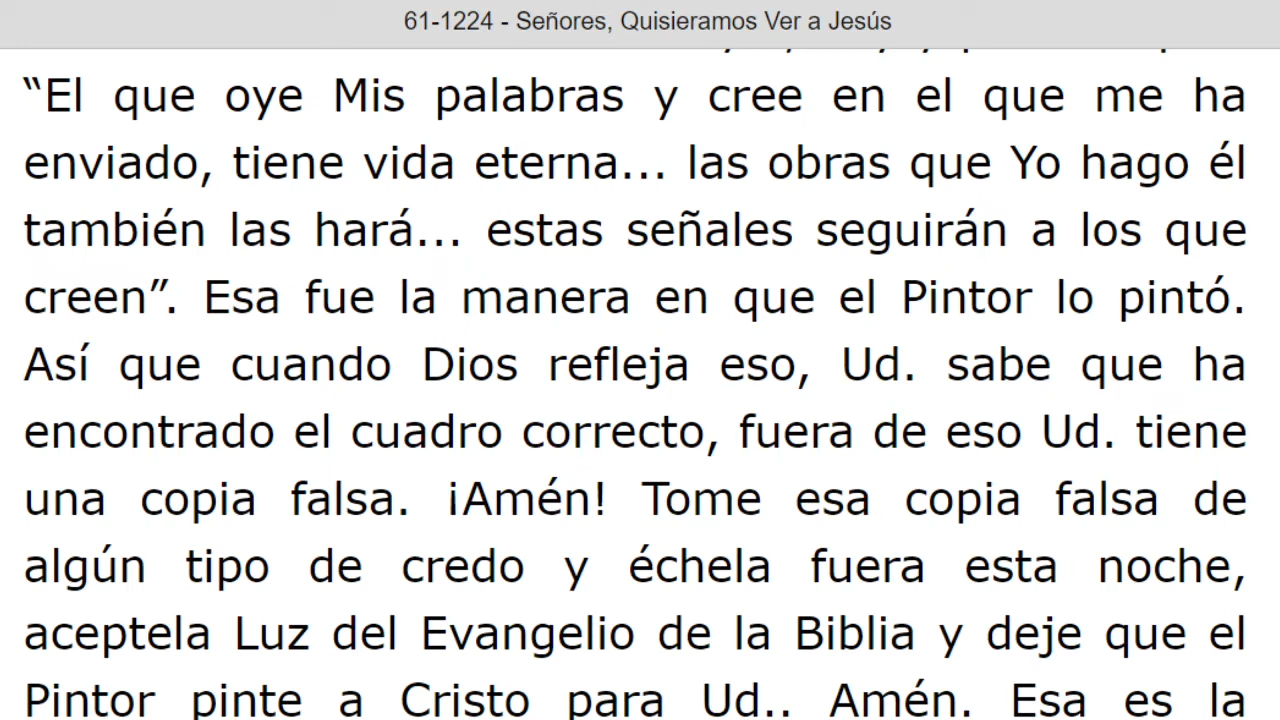 61-1224 - Señores, Quisieramos Ver a Jesús
“El que oye Mis palabras y cree en el que me ha
enviado, tiene vida eterna... las obras que Yo hago él
también las hará... estas señales seguirán a los que
creen”. Esa fue la manera en que el Pintor lo pintó.
Así que cuando Dios refleja eso, Ud. sabe que ha
encontrado el cuadro correcto, fuera de eso Ud. tiene
una copia falsa. ¡Amén! Tome esa copia falsa de
algún tipo de credo y échela fuera esta noche,
aceptela Luz del Evangelio de la Biblia y deje que el
Pintor pinte a Cristo para Ud.. Amén. Esa es la